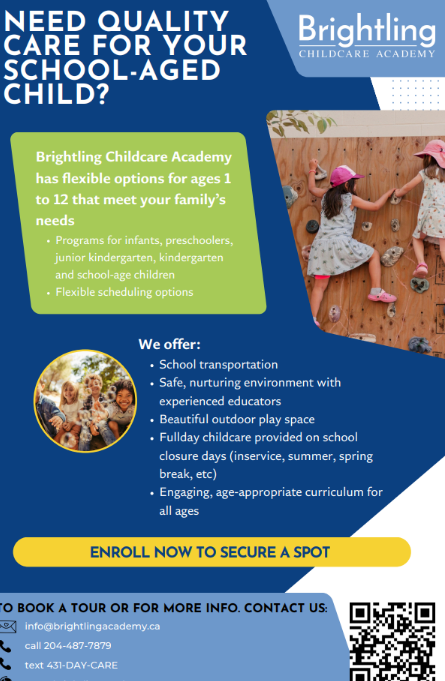 NEED QUALITY
CARE FOR YOUR
SCHOOL-AGED
CHILD?
Brightling
CHILDCARE ACADEMY
Brightling Childcare Academy
has flexible options for ages 1
to 12 that meet your family's
needs
• Programs for infants, preschoolers,
junior kindergarten, kindergarten
and school-age children
• Flexible scheduling options
We offer:
• School transportation
• Safe, nurturing environment with
experienced educators
• Beautiful outdoor play space
• Fullday childcare provided on school
closure days (inservice, summer, spring
break, etc)
• Engaging, age-appropriate curriculum for
all ages
ENROLL NOW TO SECURE A SPOT
TO BOOK A TOUR OR FOR MORE INFO. CONTACT US:
info@brightlingacademy.ca
call 204-487-7879
text 431-DAY-CARE